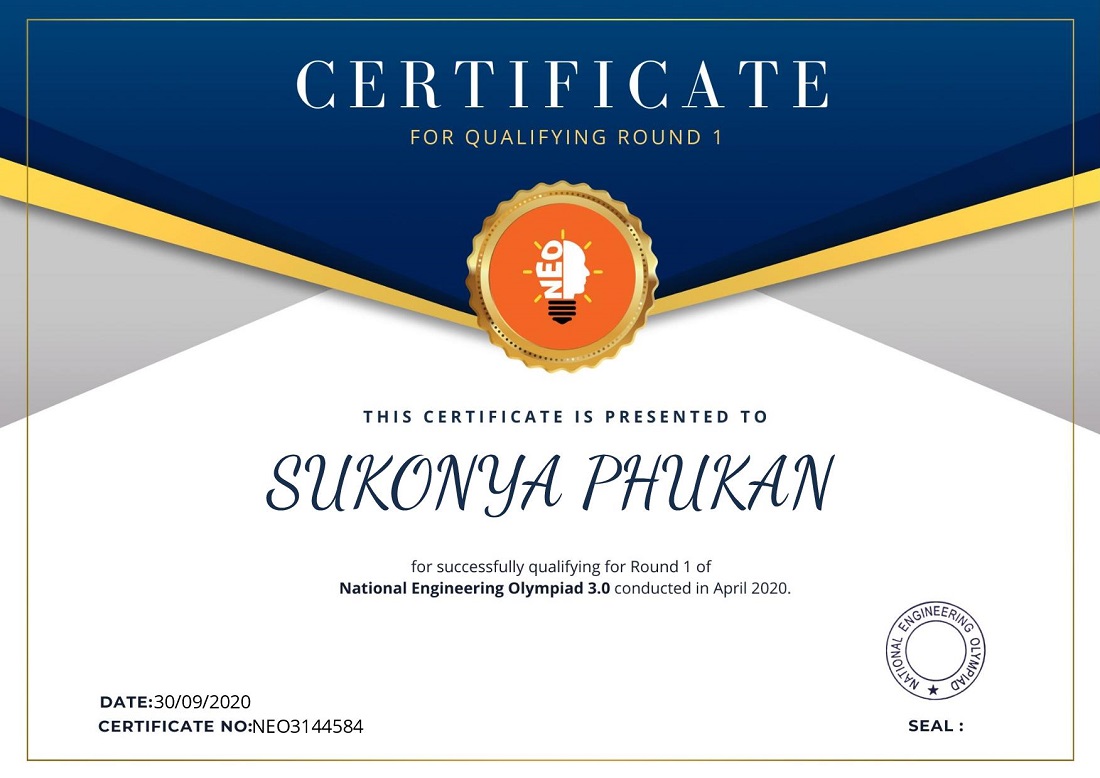 CERTIFICATE
FOR QUALIFYING ROUND 1
NEO
THIS CERTIFICATE IS PRESENTED TO
SUKONYA PHUKAN
for successfully qualifying for Round 1 of
National Engineering Olympiad 3.0 conducted in April 2020.
NATIONAL ENGINEERING OLYMPIAD
DATE:30/09/2020
CERTIFICATE NO:NEO3144584
SEAL :